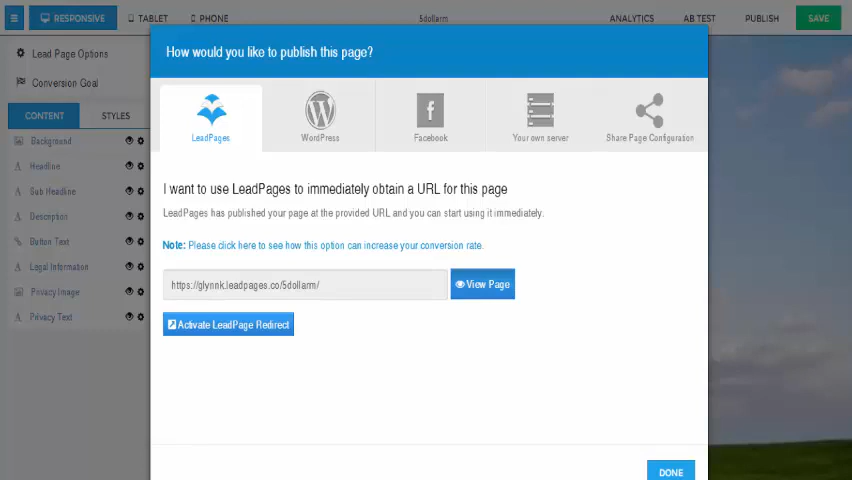 RESPONSIVE TABLET PHONE 5dollarm ANALYTICS AB TEST PUBLISH SAVE
How would you like to publish this page?
Lead Page Options
Conversion Goal
CONTENT STYLES
Background
Headline
Sub Headline
Description
Button Text
Legal Information
Privacy Image
Privacy Text
LeadPages WordPress Facebook Your own server Share Page Configuration
I want to use LeadPages to immediately obtain a URL for this page
LeadPages has published your page at the provided URL and you can start using it immediately.
Note: Please click here to see how this option can increase your conversion rate.
https://glynnk.leadpages.co/5dollarm/ View Page
Activate LeadPage Redirect
DONE